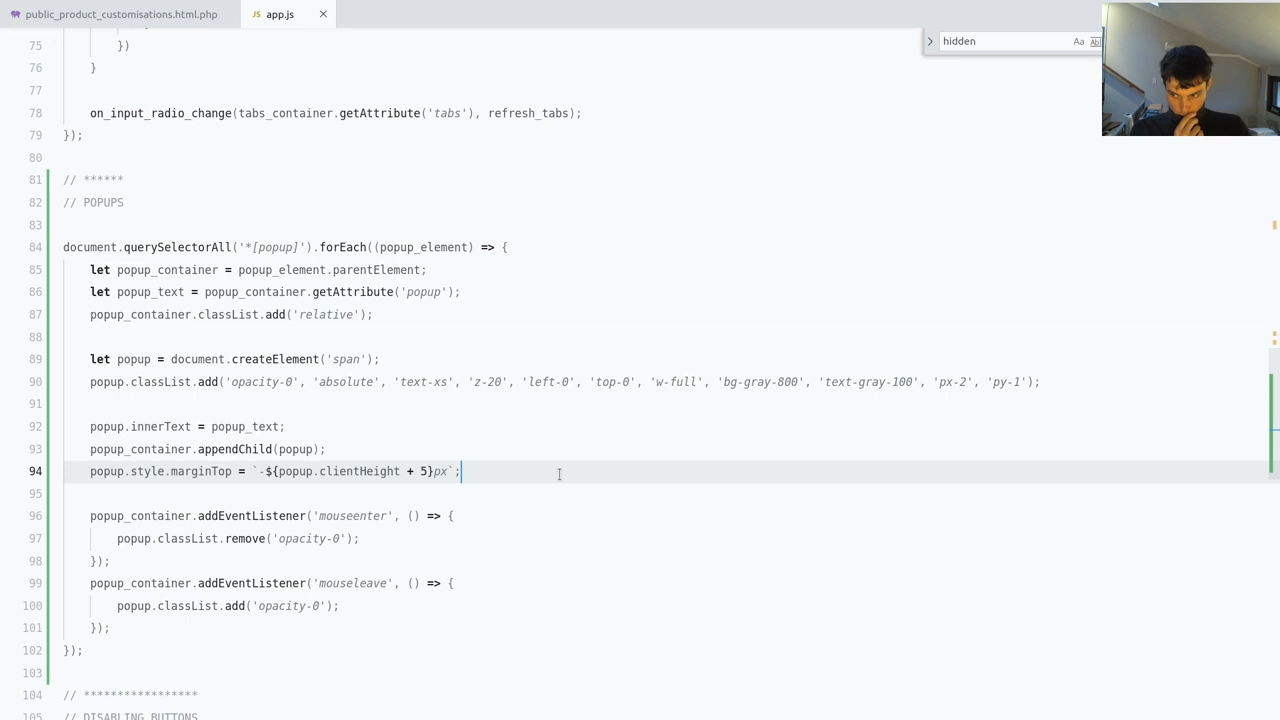 public_product_customisations.html.php
JS app.js
hidden
Aa
Abl
75 })
76 }
77
78 on_input_radio_change(tabs_container.getAttribute('tabs'), refresh_tabs);
79 });
80
81 // ******
82 // POPUPS
83
84 document.querySelectorAll('*[popup]').forEach((popup_element) => {
85 let popup_container = popup_element.parentElement;
86 let popup_text = popup_container.getAttribute('popup');
87 popup_container.classList.add('relative');
88
89 let popup = document.createElement('span');
90 popup.classList.add('opacity-0', 'absolute', 'text-xs', 'z-20', 'left-0', 'top-0', 'w-full', 'bg-gray-800', 'text-gray-100', 'px-2', 'py-1');
91
92 popup.innerText = popup_text;
93 popup_container.appendChild(popup);
94 popup.style.marginTop = `-${popup.clientHeight + 5}px`;
95
96 popup_container.addEventListener('mouseenter', () => {
97 popup.classList.remove('opacity-0');
98 });
99 popup_container.addEventListener('mouseleave', () => {
100 popup.classList.add('opacity-0');
101 });
102 });
103
104 // *****************
105 // DISABLING BUTTONS